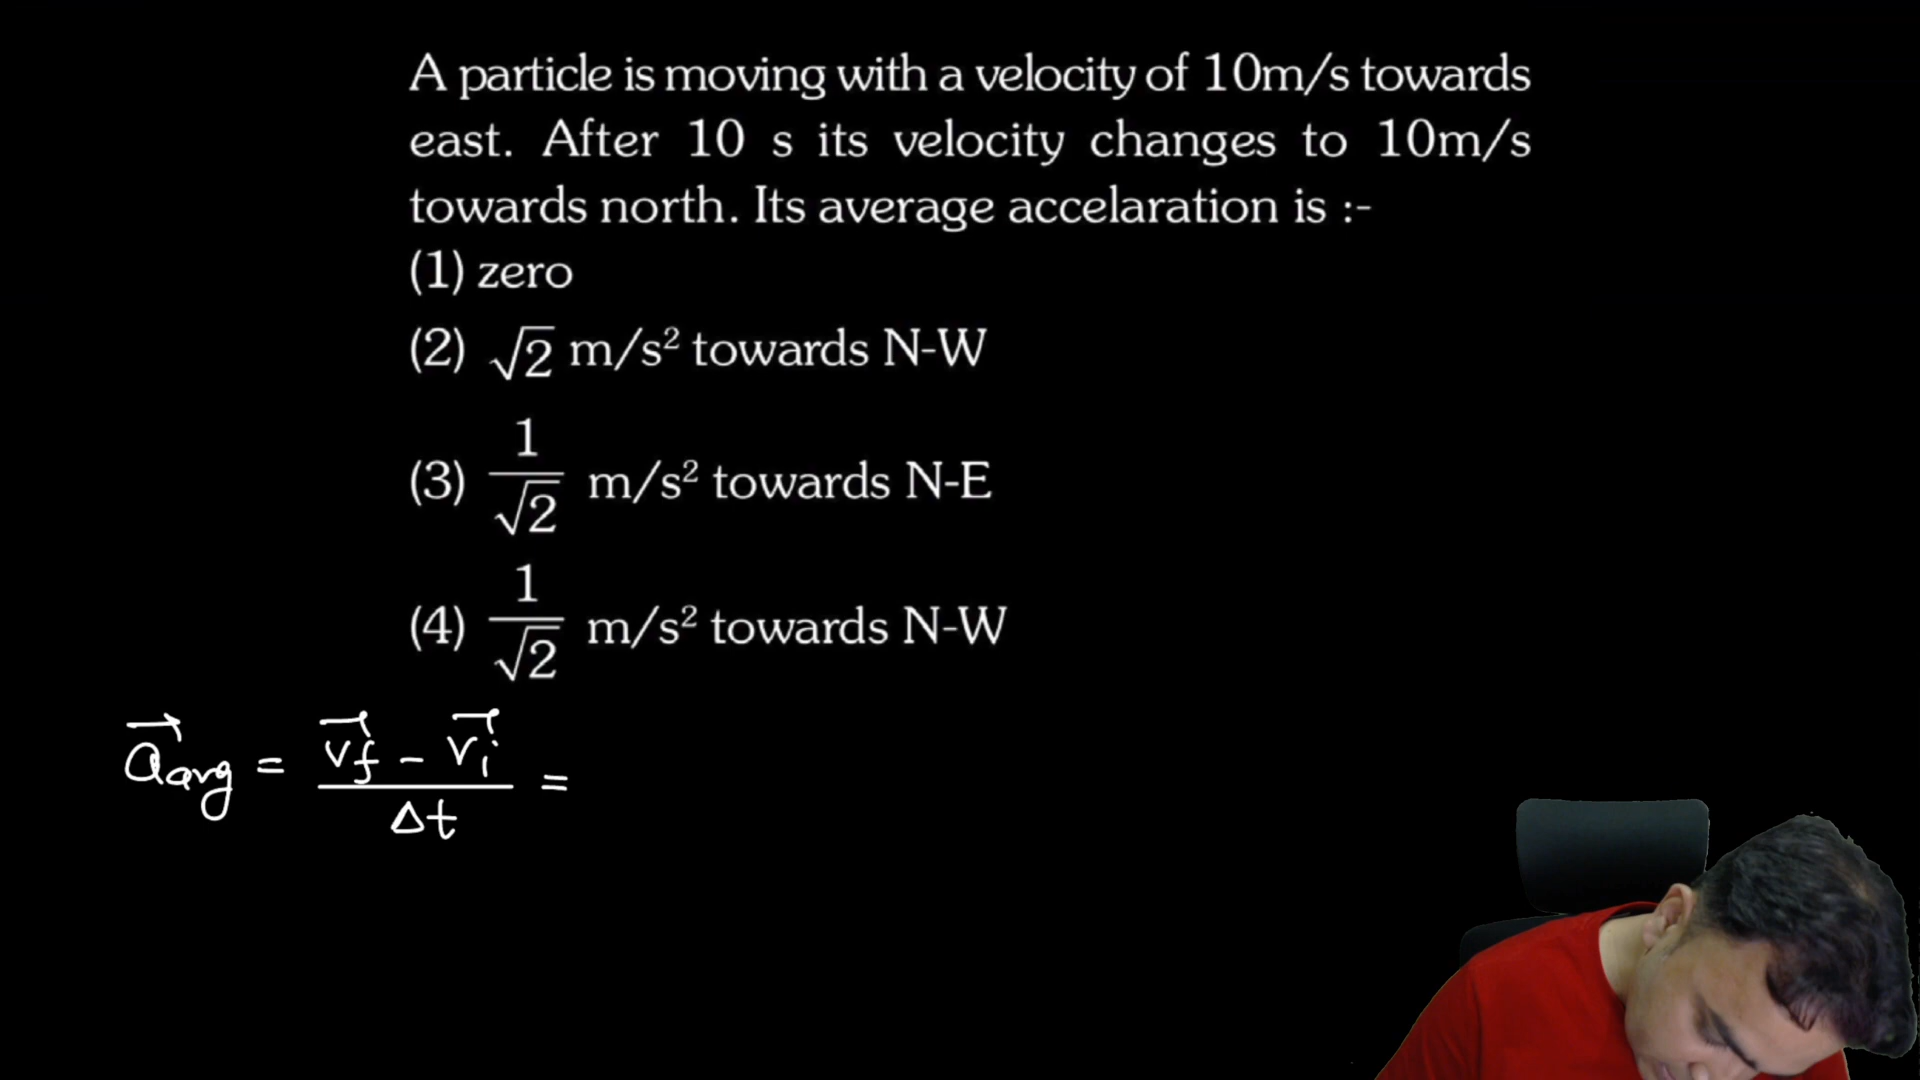 A particle is moving with a velocity of 10m/s towards
east. After 10 s its velocity changes to 10m/s
towards north. Its average accelaration is :-
(1) zero
(2) √2 m/s² towards N-W
(3) 1/√2 m/s² towards N-E
(4) 1/√2 m/s² towards N-W
a⃗avg = (v⃗f - v⃗i)/Δt =